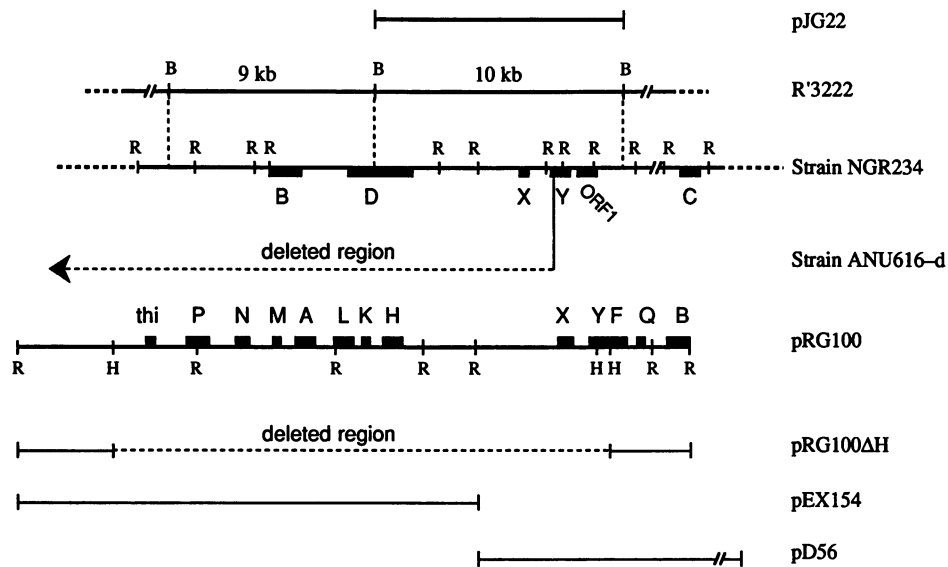 pJG22
B 9 kb B 10 kb B R'3222
R R R R R R R R R R R R Strain NGR234
B D X Y ORF1 C
deleted region Strain ANU616–d
thi P N M A L K H X Y F Q B pRG100
R H R R R R H H R R
deleted region pRG100ΔH
pEX154
pD56